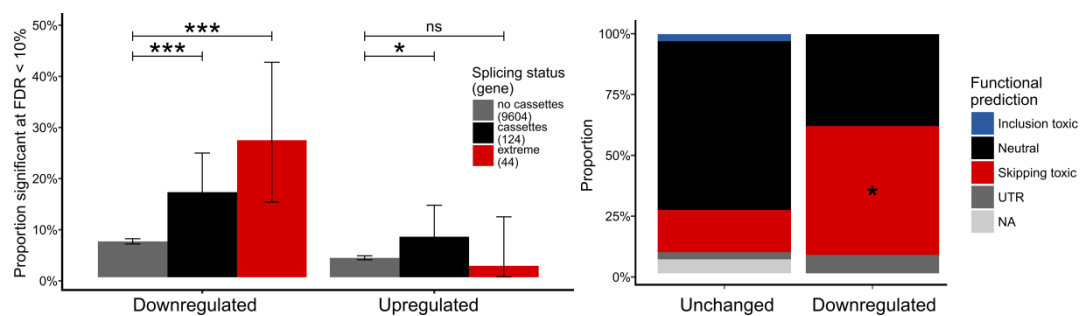 Proportion significant at FDR < 10%
50%
40%
30%
20%
10%
0%
***
***
ns
*
Splicing status
(gene)
no cassettes
(9604)
cassettes
(124)
extreme
(44)
Downregulated
Upregulated
Proportion
100%
75%
50%
25%
0%
*
Unchanged
Downregulated
Functional
prediction
Inclusion toxic
Neutral
Skipping toxic
UTR
NA